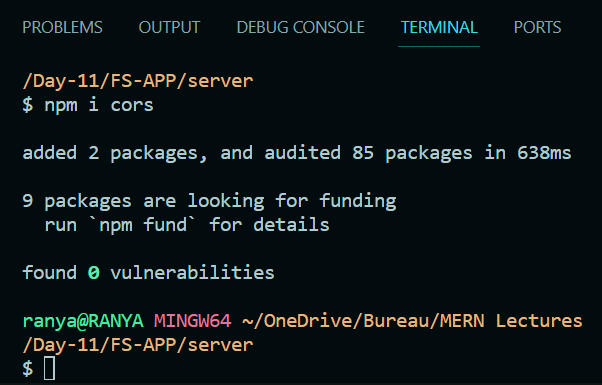 PROBLEMS OUTPUT DEBUG CONSOLE TERMINAL PORTS
/Day-11/FS-APP/server
$ npm i cors
added 2 packages, and audited 85 packages in 638ms
9 packages are looking for funding
  run `npm fund` for details
found 0 vulnerabilities
ranya@RANYA MINGW64 ~/OneDrive/Bureau/MERN Lectures
/Day-11/FS-APP/server
$